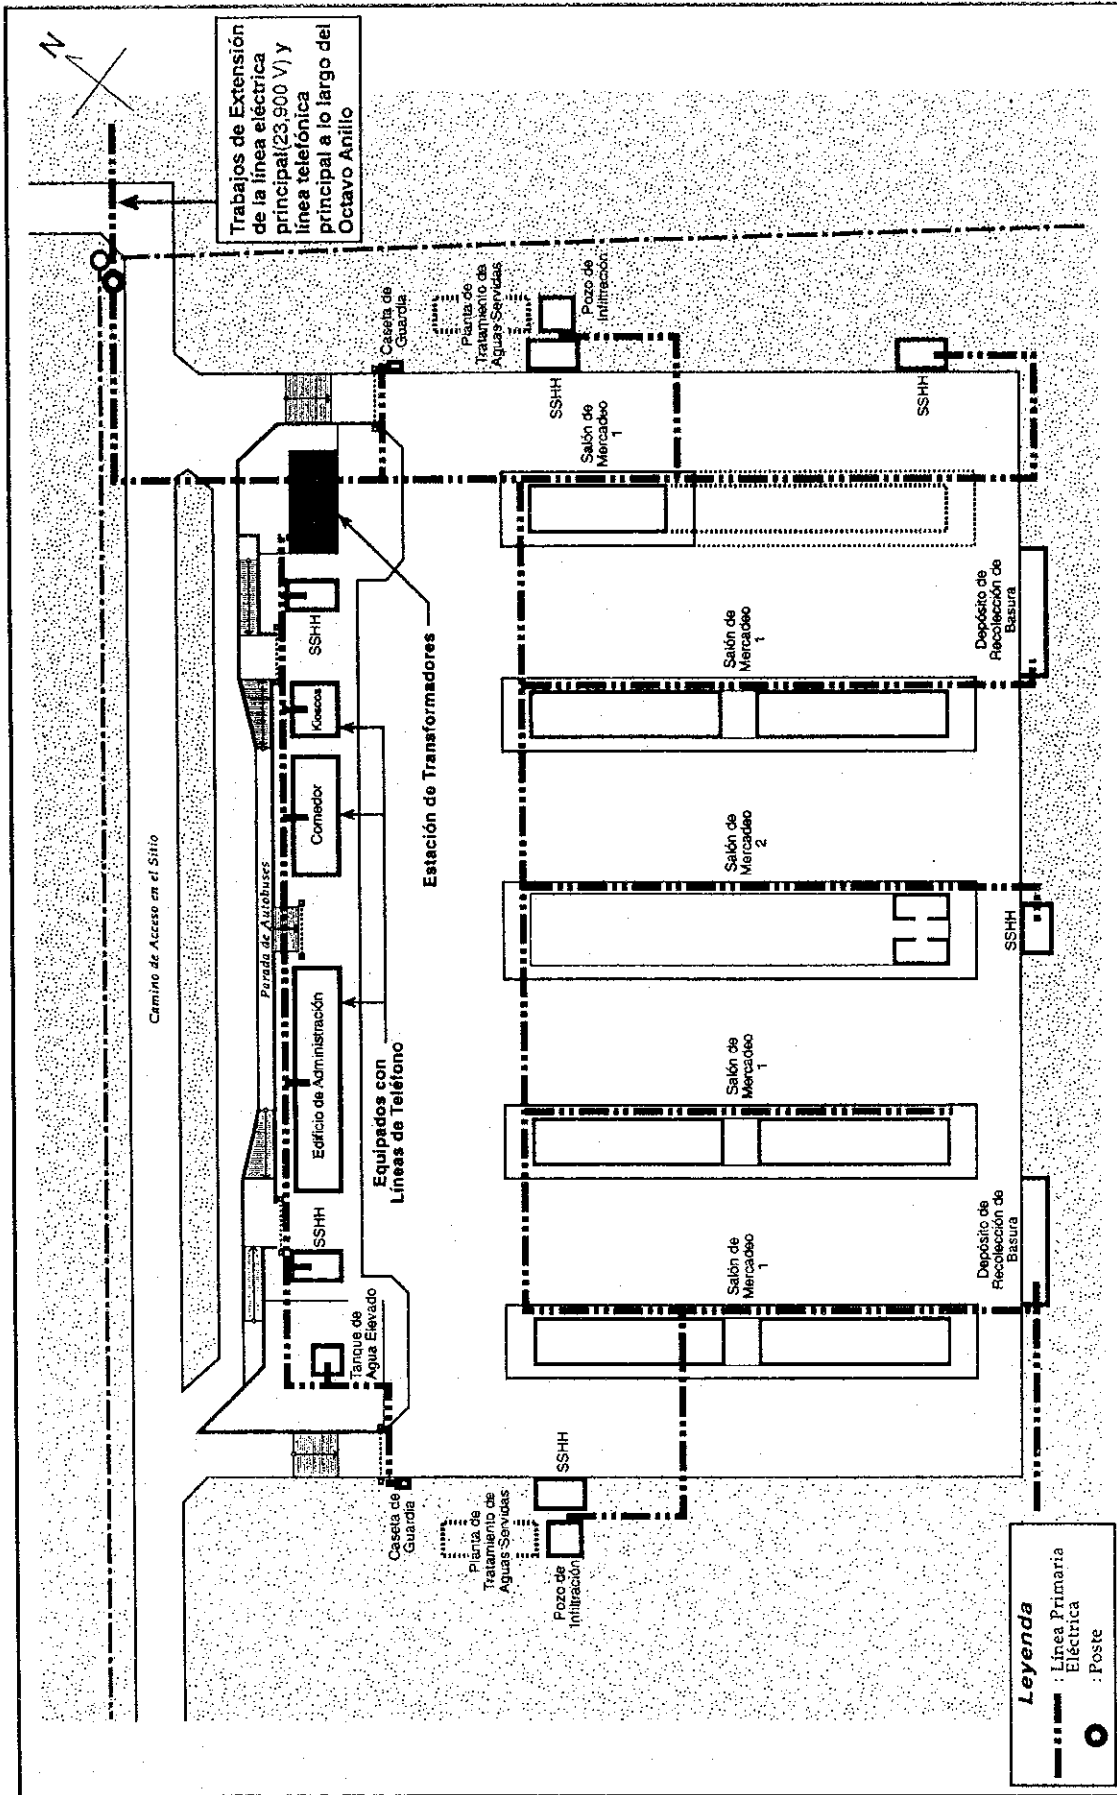 N
Trabajos de Extensión
de la línea eléctrica
principal(23,900 V) y
línea telefónica
principal a lo largo del
Octavo Anillo
Camino de Acceso en el Sitio
Parada de Autobuses
Caseta de
Guardia
Tanque de
Agua Elevado
SSHH
Edificio de Administración
Comedor
Kioscos
SSHH
Caseta de
Guardia
Equipados con
Líneas de Teléfono
Estación de Transformadores
Planta de
Tratamiento de
Aguas Servidas
Pozo de
Infiltración
SSHH
Planta de
Tratamiento de
Aguas Servidas
Pozo de
Infiltración
SSHH
Salón de
Mercadeo
1
Salón de
Mercadeo
1
Salón de
Mercadeo
2
Salón de
Mercadeo
1
Salón de
Mercadeo
1
SSHH
Depósito de
Recolección de
Basura
SSHH
Depósito de
Recolección de
Basura
Leyenda
: Línea Primaria
Eléctrica
: Poste